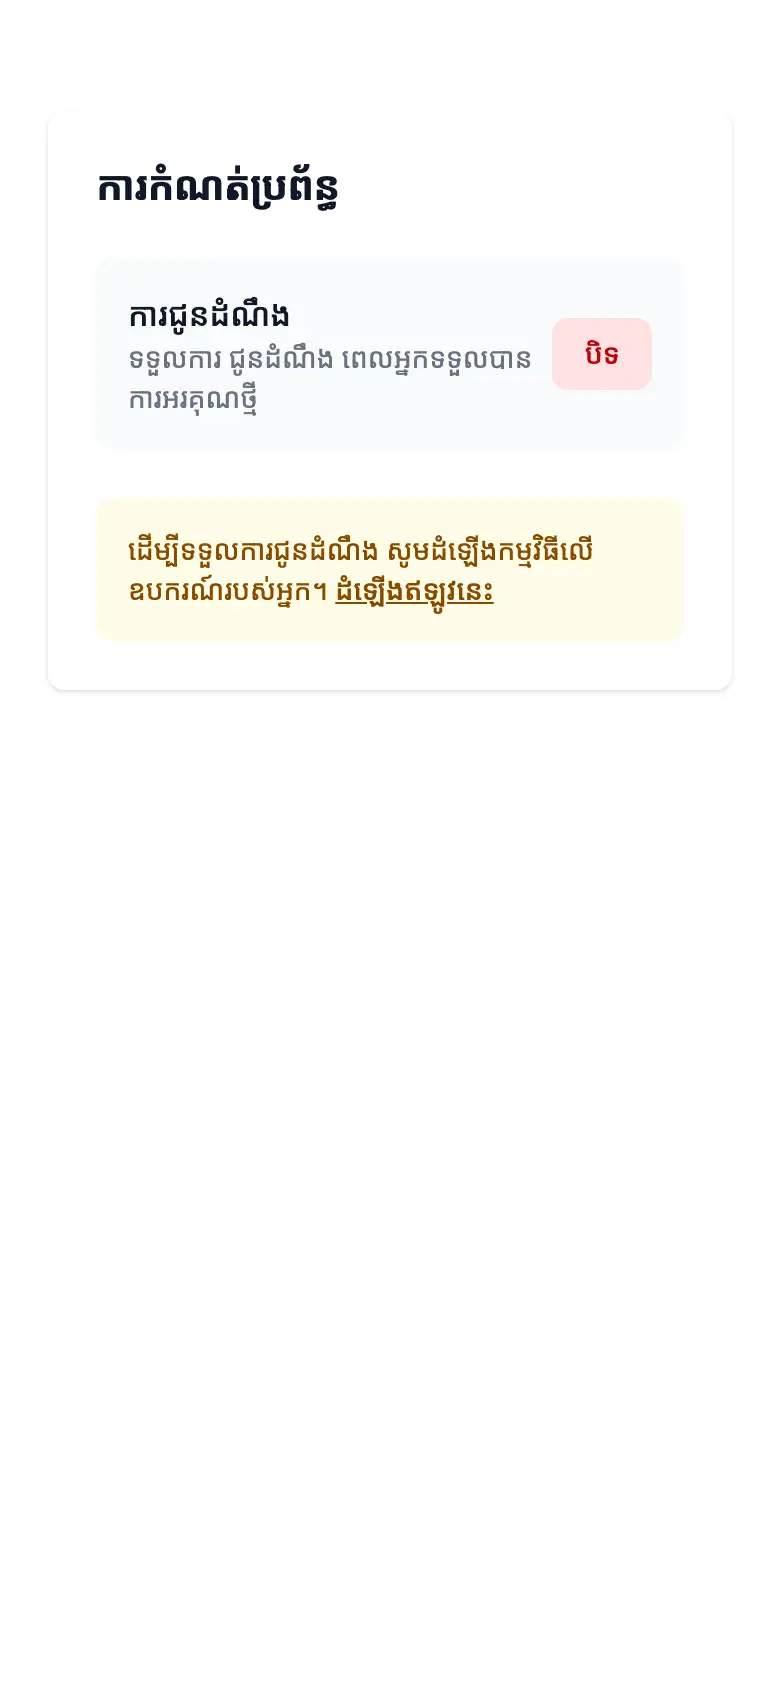 ការកំណត់ប្រព័ន្ធ
ការជូនដំណឹង
ទទួលការ ជូនដំណឹង ពេលអ្នកទទួលបាន
ការអរគុណថ្មី
បិទ
ដើម្បីទទួលការជូនដំណឹង សូមដំឡើងកម្មវិធីលើ
ឧបករណ៍របស់អ្នក។ ដំឡើងឥឡូវនេះ